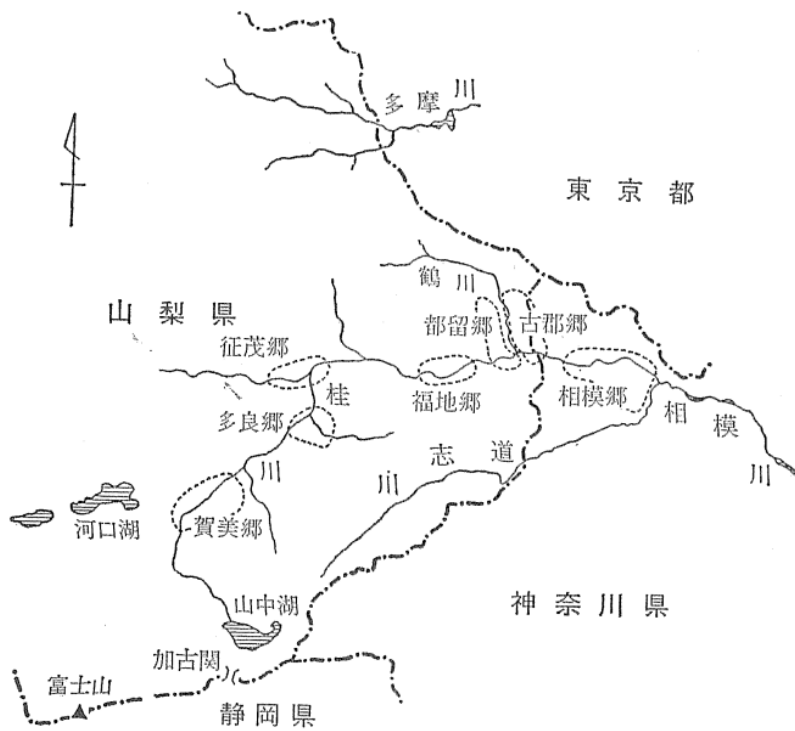 多摩川
東京都
鶴川
山梨県
都留郷
古郡郷
征茂郷
福地郷
相模郷
桂川
多良郷
相模川
道志川
賀美郷
河口湖
山中湖
神奈川県
加古関
富士山
静岡県